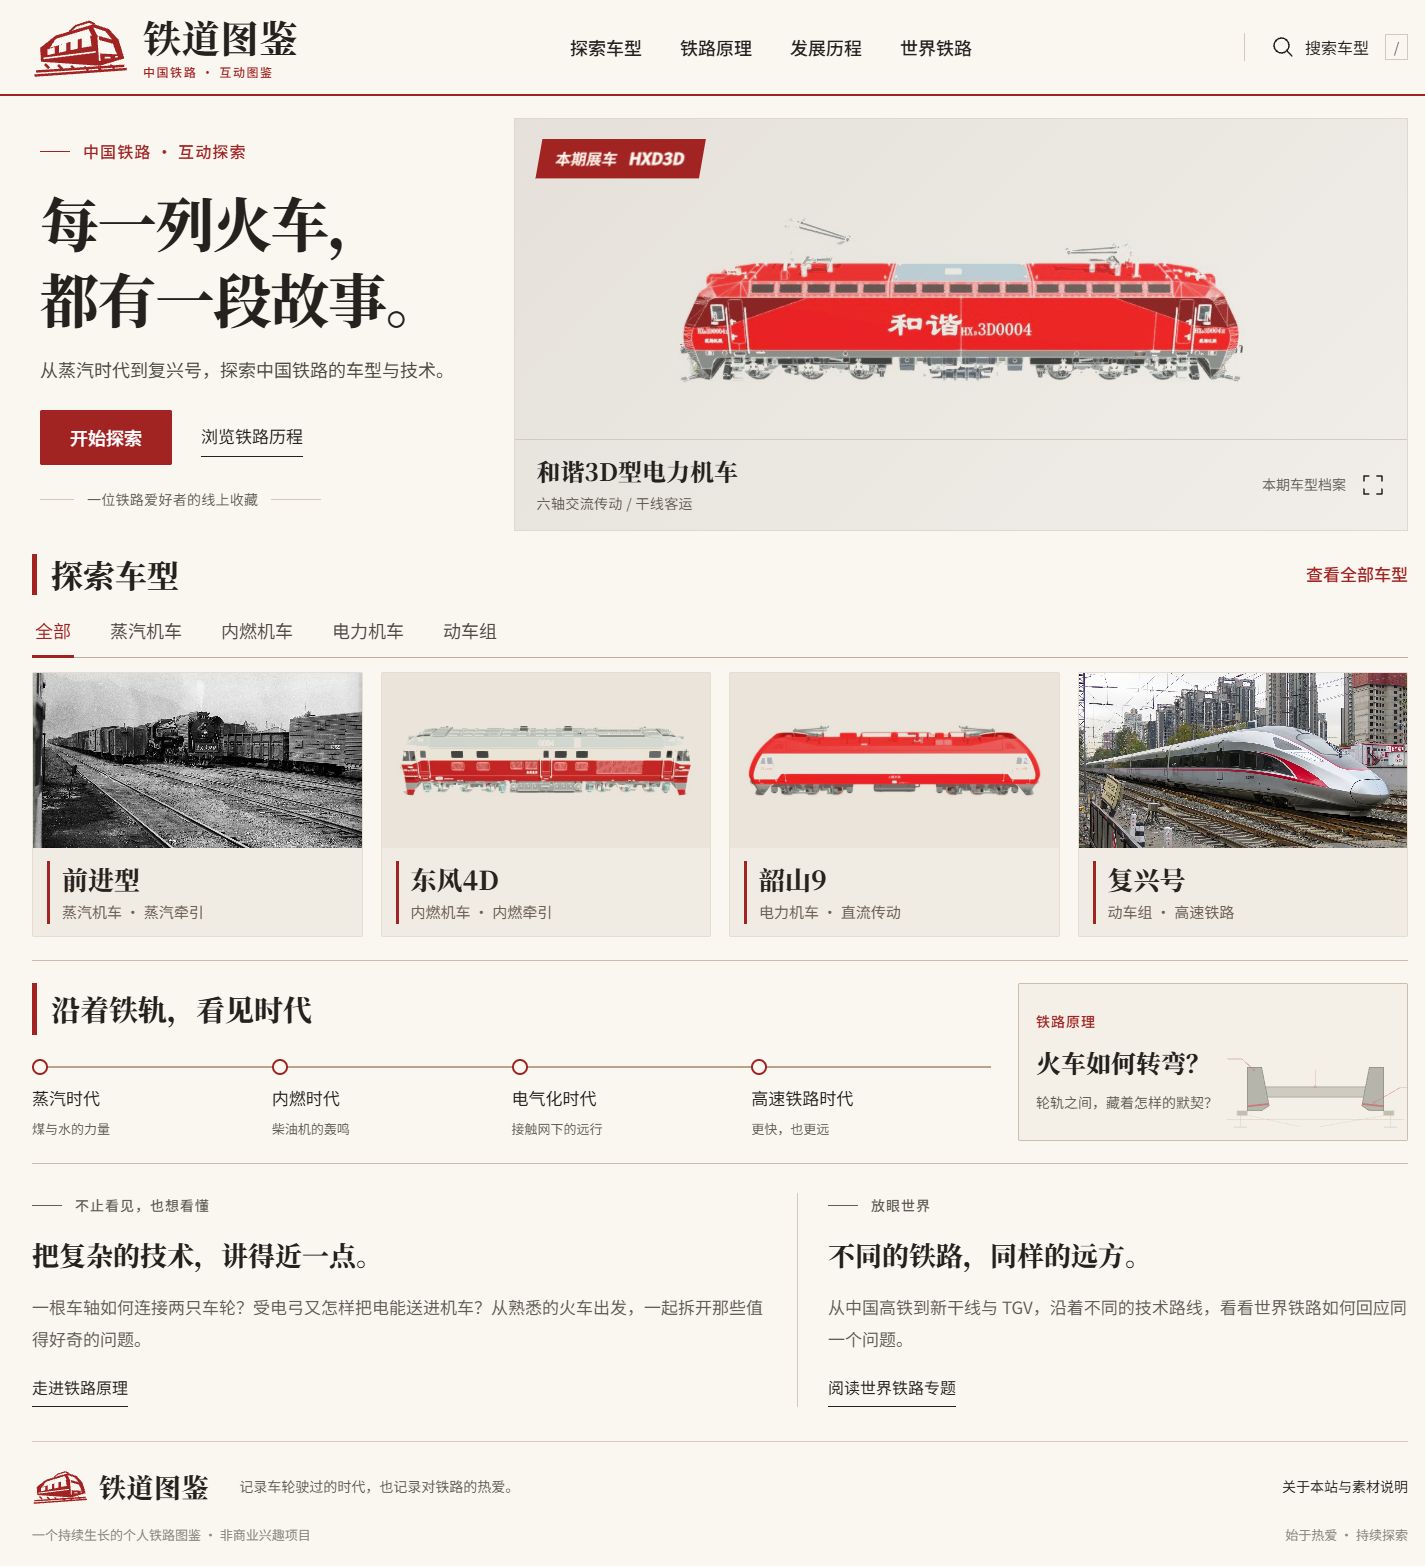 铁道图鉴
中国铁路 · 互动图鉴
探索车型 铁路原理 发展历程 世界铁路
搜索车型 /
中国铁路 · 互动探索
每一列火车，
都有一段故事。
从蒸汽时代到复兴号，探索中国铁路的车型与技术。
开始探索 浏览铁路历程
一位铁路爱好者的线上收藏
本期展车 HXD3D
和谐HXD3D0004
和谐3D型电力机车
六轴交流传动 / 干线客运
本期车型档案
探索车型
查看全部车型
全部 蒸汽机车 内燃机车 电力机车 动车组
前进型
蒸汽机车 · 蒸汽牵引
东风4D
内燃机车 · 内燃牵引
韶山9
电力机车 · 直流传动
复兴号
动车组 · 高速铁路
沿着铁轨，看见时代
蒸汽时代
煤与水的力量
内燃时代
柴油机的轰鸣
电气化时代
接触网下的远行
高速铁路时代
更快，也更远
铁路原理
火车如何转弯？
轮轨之间，藏着怎样的默契？
不止看见，也想看懂
把复杂的技术，讲得近一点。
一根车轴如何连接两只车轮？受电弓又怎样把电能送进机车？从熟悉的火车出发，一起拆开那些值
得好奇的问题。
走进铁路原理
放眼世界
不同的铁路，同样的远方。
从中国高铁到新干线与 TGV，沿着不同的技术路线，看看世界铁路如何回应同
一个问题。
阅读世界铁路专题
铁道图鉴
记录车轮驶过的时代，也记录对铁路的热爱。
关于本站与素材说明
一个持续生长的个人铁路图鉴 · 非商业兴趣项目
始于热爱 · 持续探索